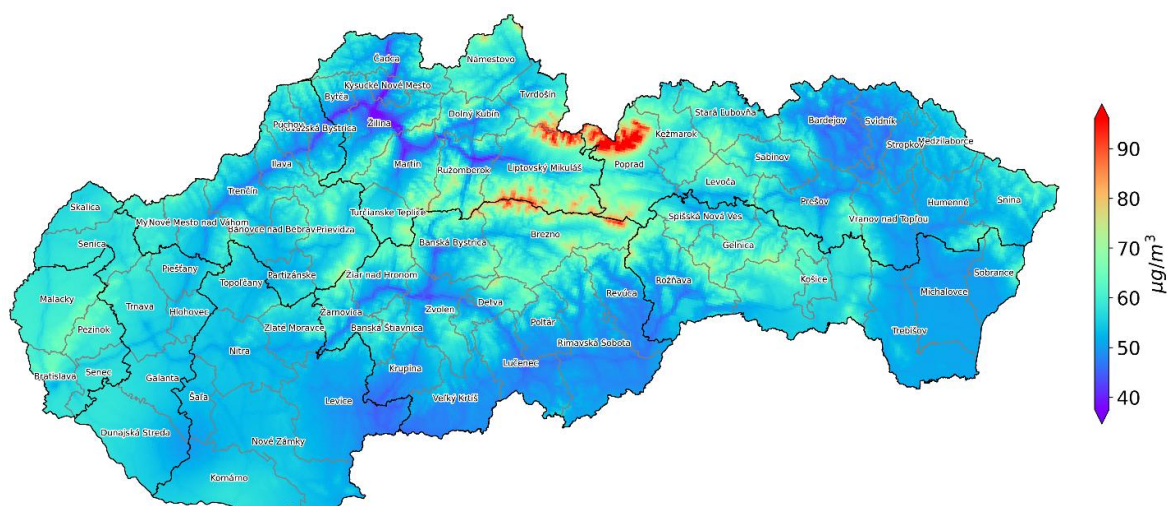 Čadca
Námestovo
Kysucké Nové Mesto
Bytča
Tvrdošín
Dolný Kubín
Žilina
Púchov
Považská Bystrica
Stará Ľubovňa
Kežmarok
Bardejov
Svidník
Stropkov
Medzilaborce
Sabinov
Ilava
Martin
Ružomberok
Liptovský Mikuláš
Poprad
Levoča
Trenčín
Prešov
Humenné
Snina
Skalica
Vranov nad Topľou
Turčianske Teplice
Spišská Nová Ves
Nové Mesto nad Váhom
Bánovce nad Bebravou
Prievidza
Brezno
Banská Bystrica
Gelnica
Senica
Piešťany
Topoľčany
Partizánske
Žiar nad Hronom
Košice
Rožňava
Sobrance
Michalovce
Malacky
Trnava
Hlohovec
Žarnovica
Revúca
Detva
Zvolen
Zlaté Moravce
Banská Štiavnica
Poltár
Pezinok
Trebišov
Nitra
Rimavská Sobota
Lučenec
Krupina
Bratislava
Senec
Galanta
Šaľa
Levice
Veľký Krtíš
Dunajská Streda
Nové Zámky
Komárno
90
80
70
60
50
40
µg/m³